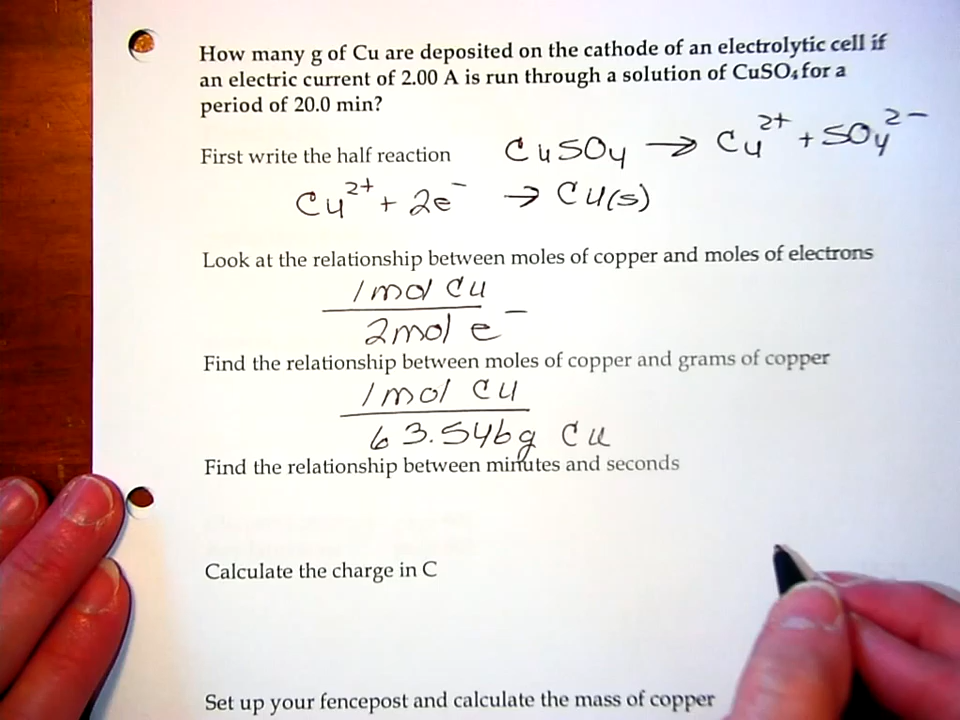 How many g of Cu are deposited on the cathode of an electrolytic cell if
an electric current of 2.00 A is run through a solution of CuSO₄ for a
period of 20.0 min?
First write the half reaction CuSO₄ → Cu²⁺ + SO₄²⁻
Cu²⁺ + 2e⁻ → Cu(s)
Look at the relationship between moles of copper and moles of electrons
1 mol Cu
2 mol e⁻
Find the relationship between moles of copper and grams of copper
1 mol Cu
63.546g Cu
Find the relationship between minutes and seconds
Calculate the charge in C
Set up your fencepost and calculate the mass of copper